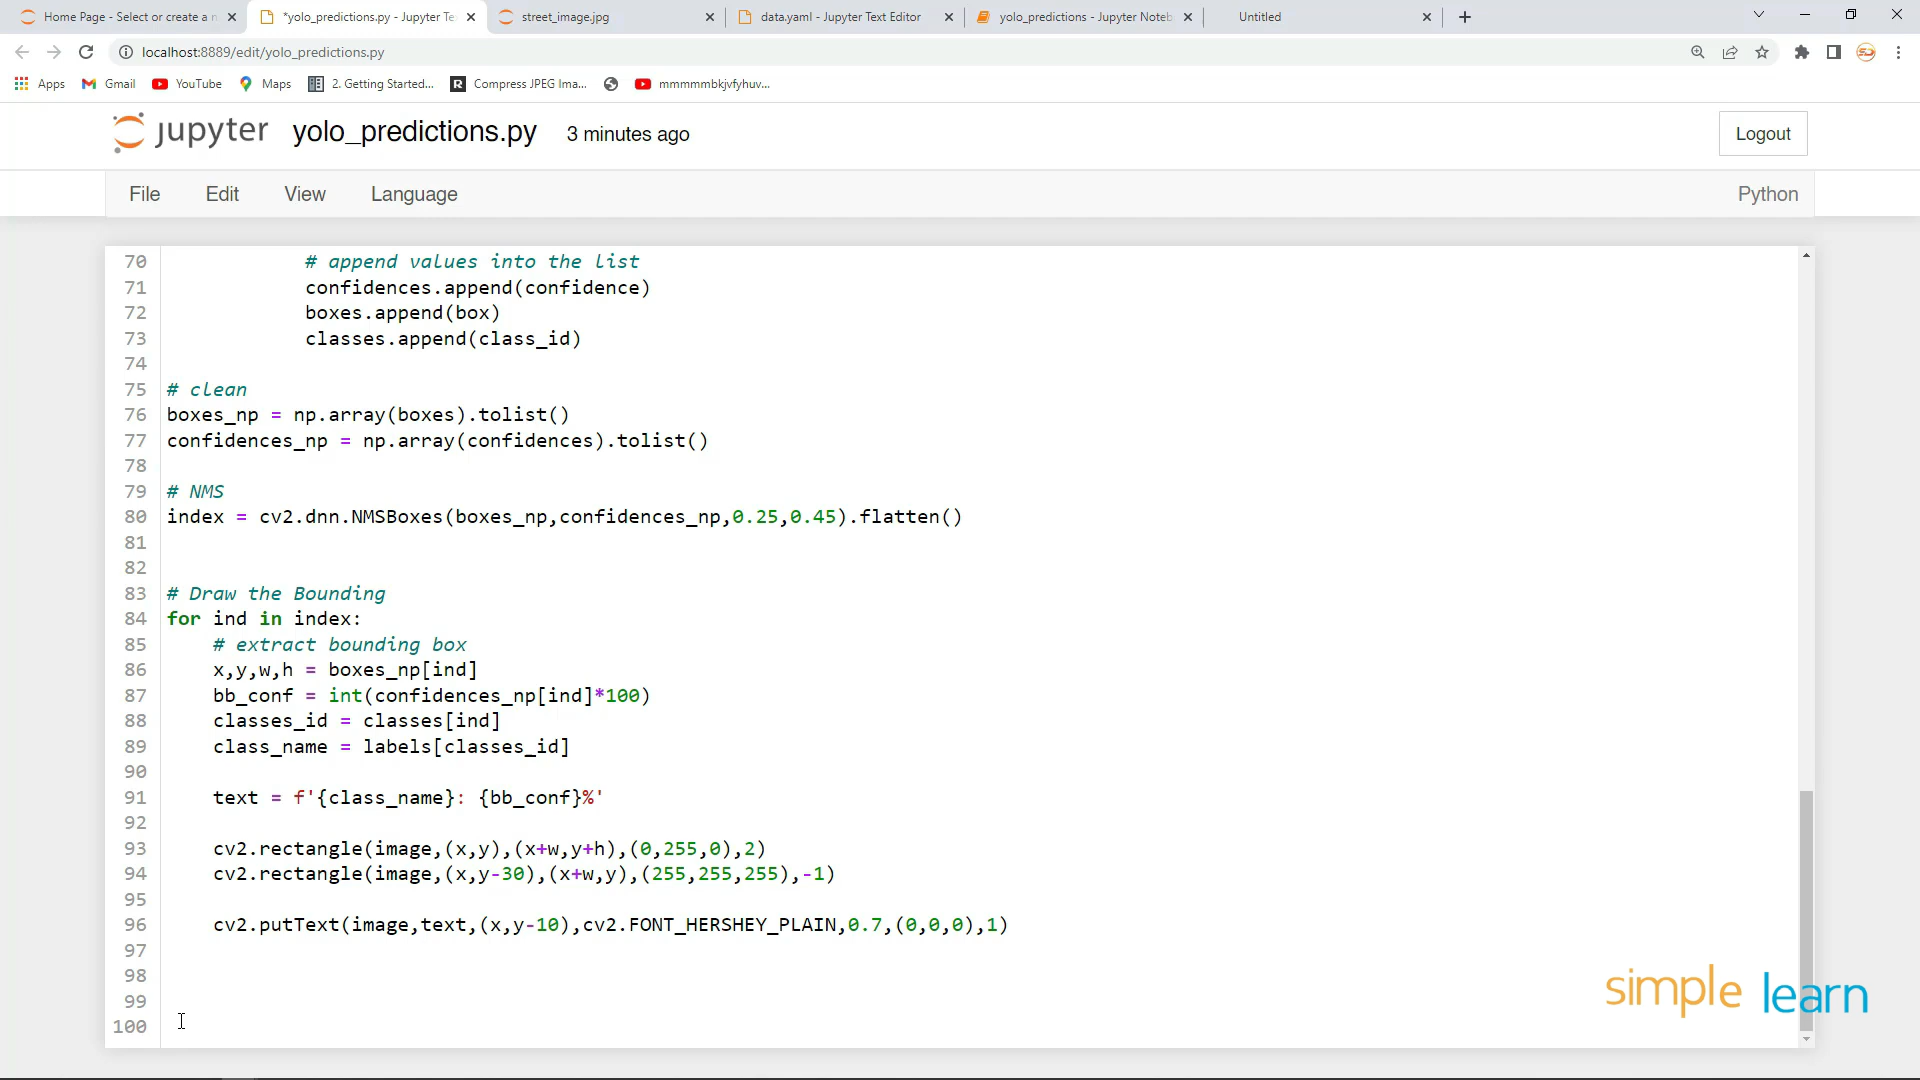 Home Page - Select or create a n
*yolo_predictions.py - Jupyter Te
street_image.jpg
data.yaml - Jupyter Text Editor
yolo_predictions - Jupyter Noteb
Untitled
localhost:8889/edit/yolo_predictions.py
Apps
Gmail
YouTube
Maps
2. Getting Started...
Compress JPEG Ima...
mmmmmbkjvfyhuv...
jupyter
yolo_predictions.py
3 minutes ago
Logout
File
Edit
View
Language
Python
70 # append values into the list
71 confidences.append(confidence)
72 boxes.append(box)
73 classes.append(class_id)
74
75 # clean
76 boxes_np = np.array(boxes).tolist()
77 confidences_np = np.array(confidences).tolist()
78
79 # NMS
80 index = cv2.dnn.NMSBoxes(boxes_np,confidences_np,0.25,0.45).flatten()
81
82
83 # Draw the Bounding
84 for ind in index:
85 # extract bounding box
86 x,y,w,h = boxes_np[ind]
87 bb_conf = int(confidences_np[ind]*100)
88 classes_id = classes[ind]
89 class_name = labels[classes_id]
90
91 text = f'{class_name}: {bb_conf}%'
92
93 cv2.rectangle(image,(x,y),(x+w,y+h),(0,255,0),2)
94 cv2.rectangle(image,(x,y-30),(x+w,y),(255,255,255),-1)
95
96 cv2.putText(image,text,(x,y-10),cv2.FONT_HERSHEY_PLAIN,0.7,(0,0,0),1)
97
98
99
100
simplelearn